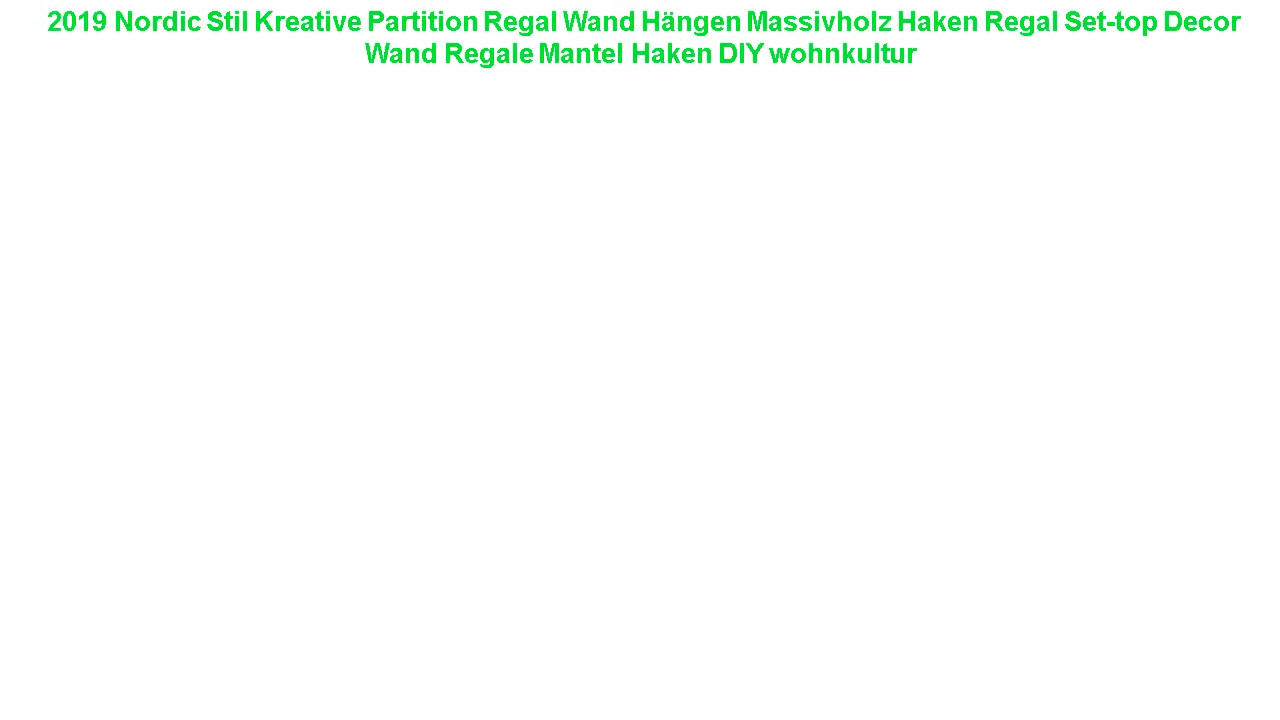 2019 Nordic Stil Kreative Partition Regal Wand Hängen Massivholz Haken Regal Set-top Decor
Wand Regale Mantel Haken DIY wohnkultur